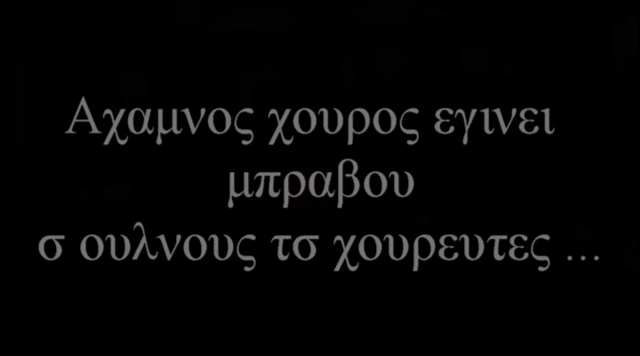 Αχαμνος χουρος εγινει
μπραβου
σ ουλνους τσ χουρευτες ...